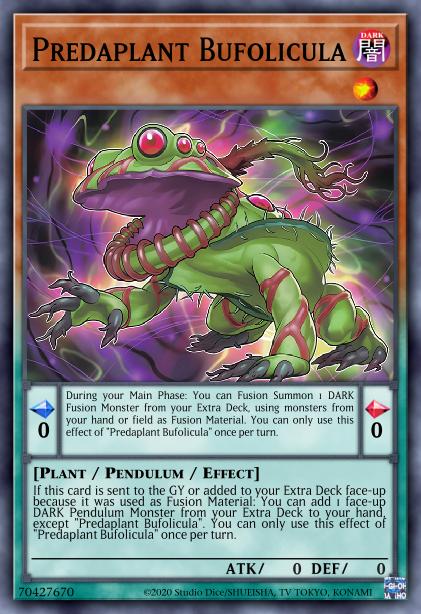 PREDAPLANT BUFOLICULA
DARK
闇
During your Main Phase: You can Fusion Summon 1 DARK
Fusion Monster from your Extra Deck, using monsters from
your hand or field as Fusion Material. You can only use this
effect of "Predaplant Bufolicula" once per turn.
0
0
[PLANT / PENDULUM / EFFECT]
If this card is sent to the GY or added to your Extra Deck face-up
because it was used as Fusion Material: You can add 1 face-up
DARK Pendulum Monster from your Extra Deck to your hand,
except "Predaplant Bufolicula". You can only use this effect of
"Predaplant Bufolicula" once per turn.
ATK/ 0 DEF/ 0
70427670
©2020 Studio Dice/SHUEISHA, TV TOKYO, KONAMI